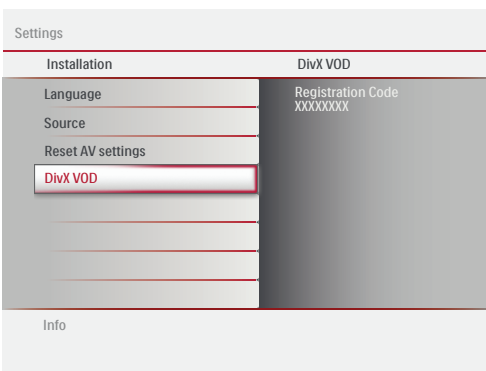 Settings
Installation
DivX VOD
Language
Source
Reset AV settings
DivX VOD
Registration Code
XXXXXXXX
Info